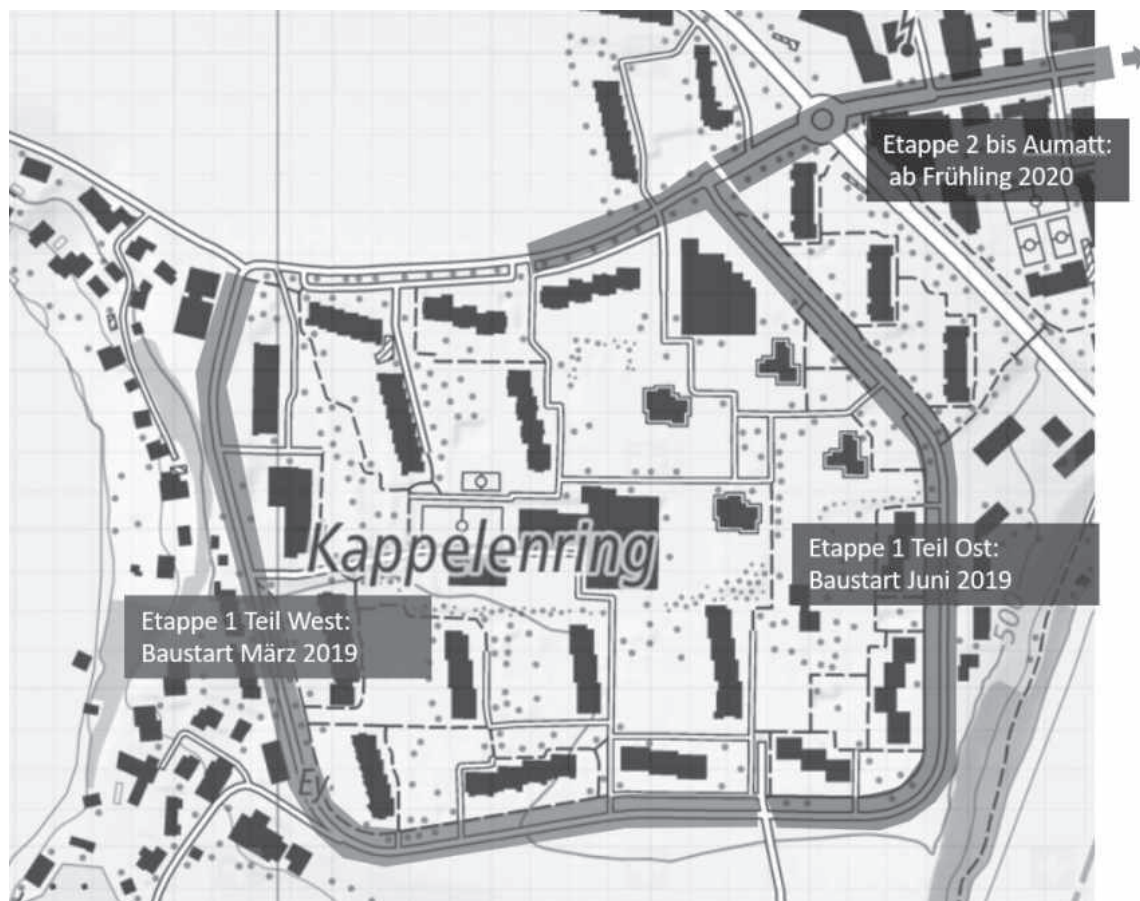 Etappe 2 bis Aumatt:
ab Frühling 2020
Kappelenring
Etappe 1 Teil Ost:
Baustart Juni 2019
Etappe 1 Teil West:
Baustart März 2019
500
Ey